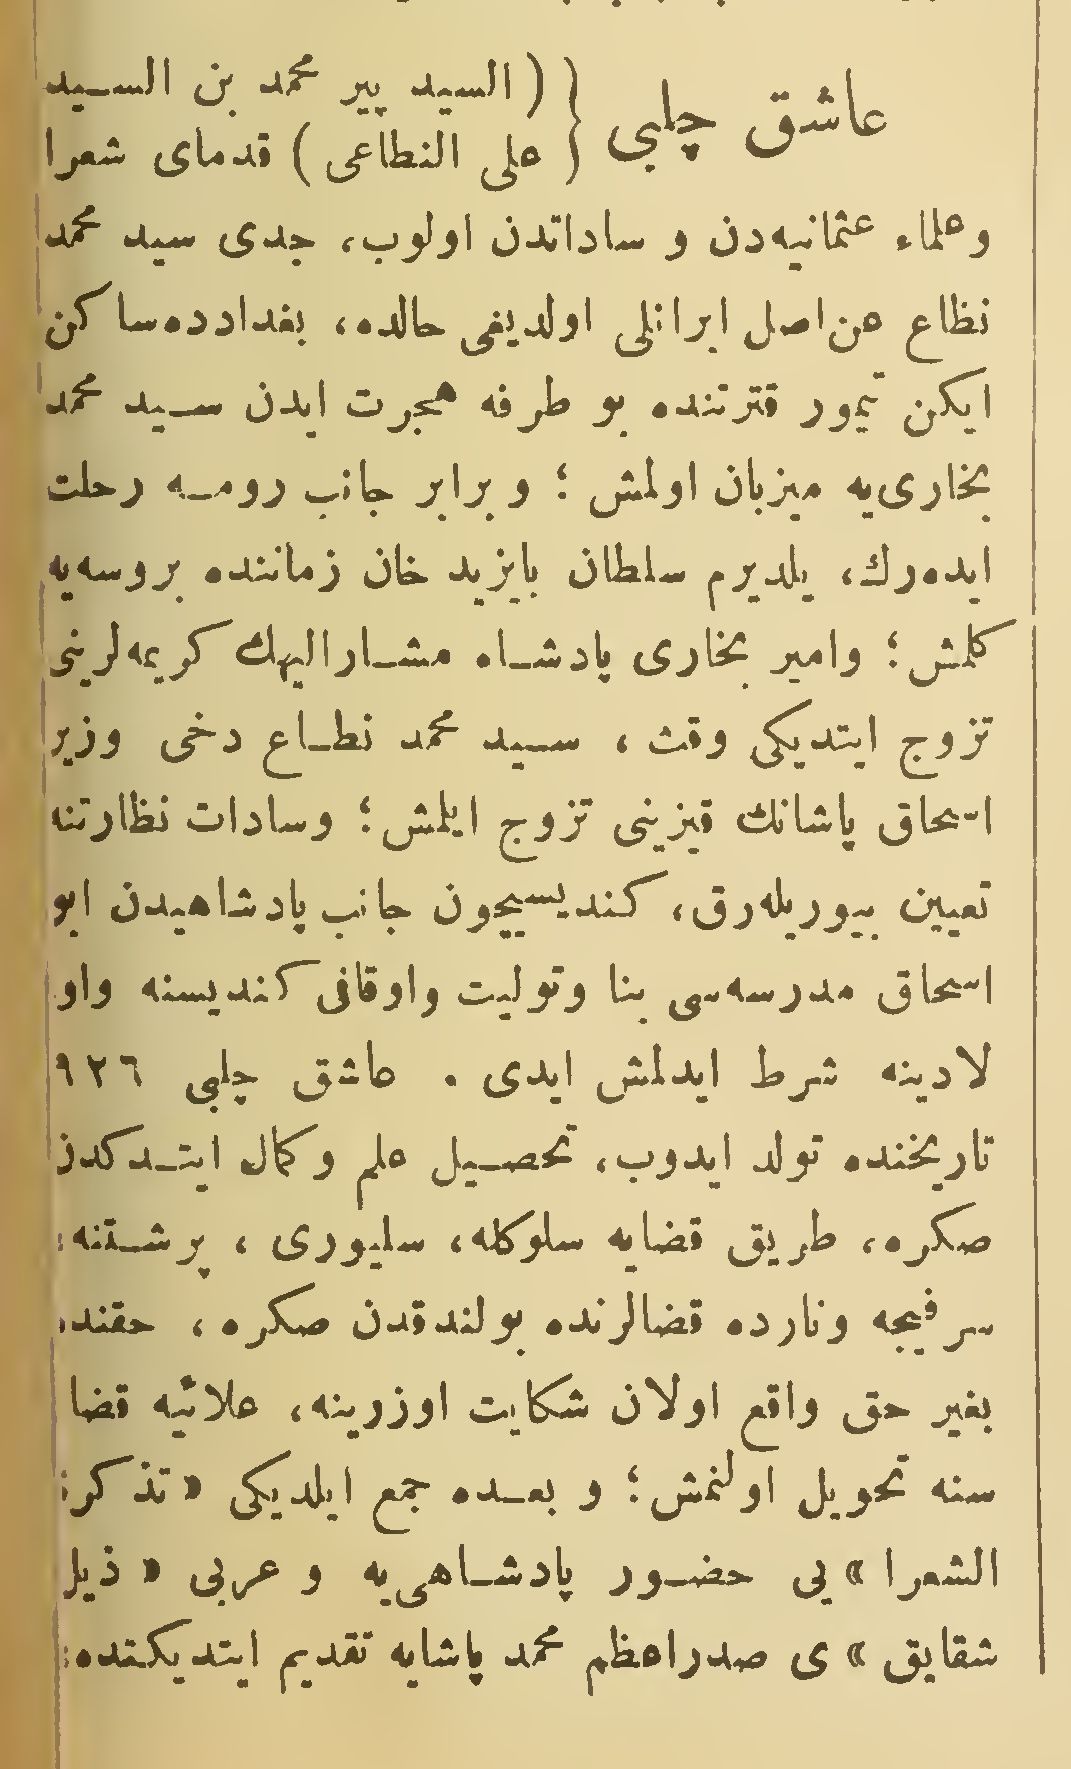 عاشق چلبی { (السید پیر محمد بن السید
علی النطاعی) قدمای شعرا
وعلماء عثمانیه‌دن و ساداتدن اولوب، جدی سید محمد
نظاع عن‌اصل ایرانلی اولدیغی حالده، بغدادده‌ساکن
ایکن تیمور فترتنده بو طرفه هجرت ایدن سید محمد
بخاری‌یه میزبان اولمش؛ و برابر جانب رومه رحلت
ایده‌رك، یلدیرم سلطان بایزید خان زماننده بروسه‌یه
کلمش؛ وامیر بخاری پادشاه مشارالیهك کریمه‌لرینی
تزوج ایتدیکی وقت، سید محمد نطاع دخی وزیر
اسحاق پاشانك قیزینی تزوج ایلمش؛ وسادات نظارتنه
تعیین بیوریله‌رق، کندیسیچون جانب پادشاهیدن ابو
اسحاق مدرسه‌سی بنا وتولیت واوقافی کندیسنه واو
لادینه شرط ایدلمش ایدی. عاشق چلبی ٩٢٦
تاریخنده تولد ایدوب، تحصیل علم وکمال ایتدکدن
صکره، طریق قضایه سلوکله، سلیوری، پرشتنه،
سرفیجه ونارده قضالرنده بولندقدن صکره، حقنده
بغیر حق واقع اولان شکایت اوزرینه، علائیه قضا
سنه تحویل اولنمش؛ و بعده جمع ایلدیکی «تذکرة
الشعرا» یی حضور پادشاهی‌یه و عربی «ذیل
شقایق» ی صدراعظم محمد پاشایه تقدیم ایتدیکنده،